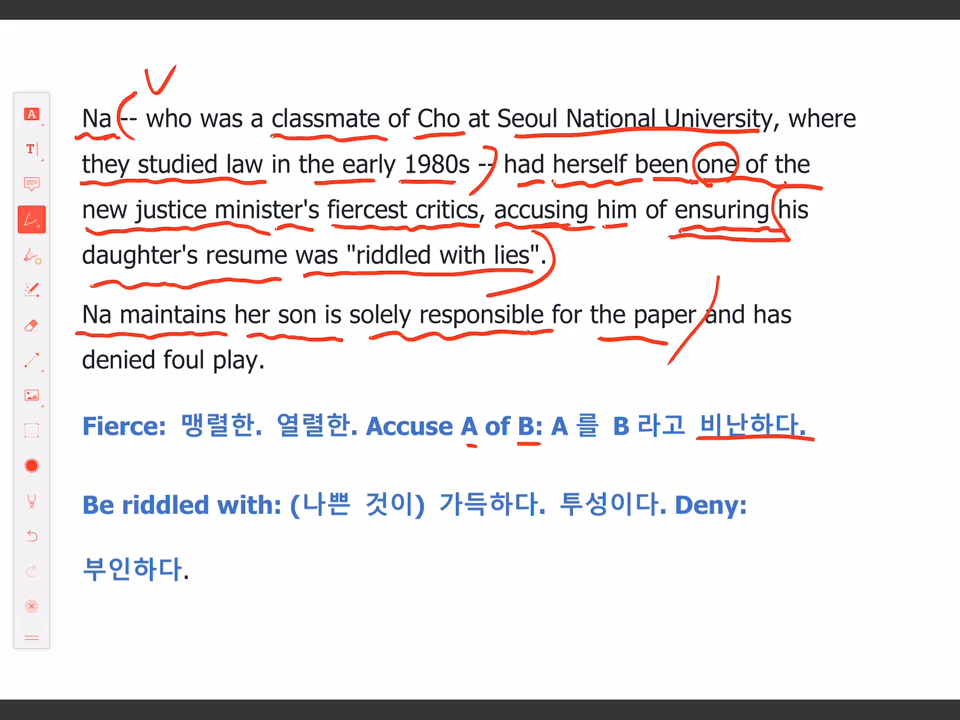 Na -- who was a classmate of Cho at Seoul National University, where
they studied law in the early 1980s -- had herself been one of the
new justice minister's fiercest critics, accusing him of ensuring his
daughter's resume was "riddled with lies".
Na maintains her son is solely responsible for the paper and has
denied foul play.
Fierce: 맹렬한. 열렬한. Accuse A of B: A 를 B 라고 비난하다.
Be riddled with: (나쁜 것이) 가득하다. 투성이다. Deny:
부인하다.